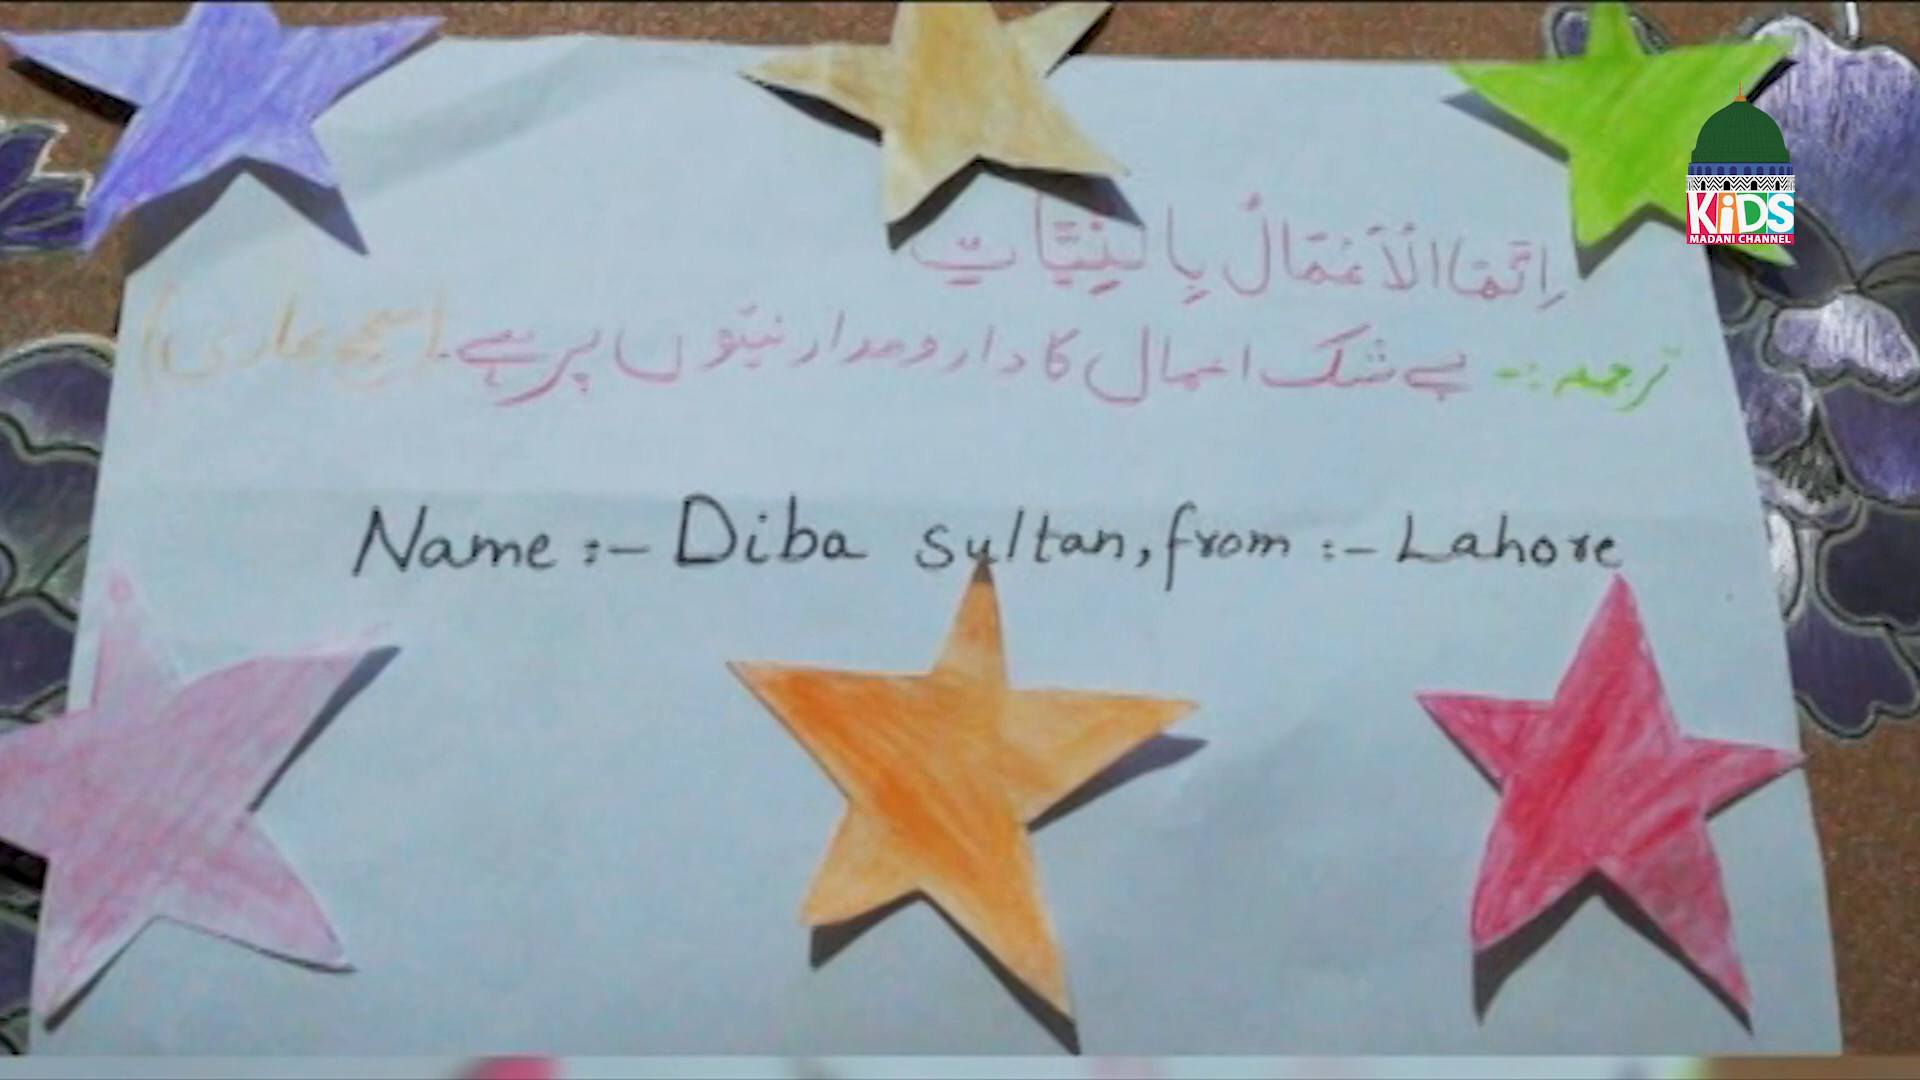 اِنَّمَا الْاَعْمَالُ بِالنِّيَّاتِ
ترجمہ :- بے شک اعمال کا دارومدار نیتوں پر ہے۔ (صحیح بخاری)
Name :- Diba sultan, from :- Lahore
KiDS
MADANI CHANNEL